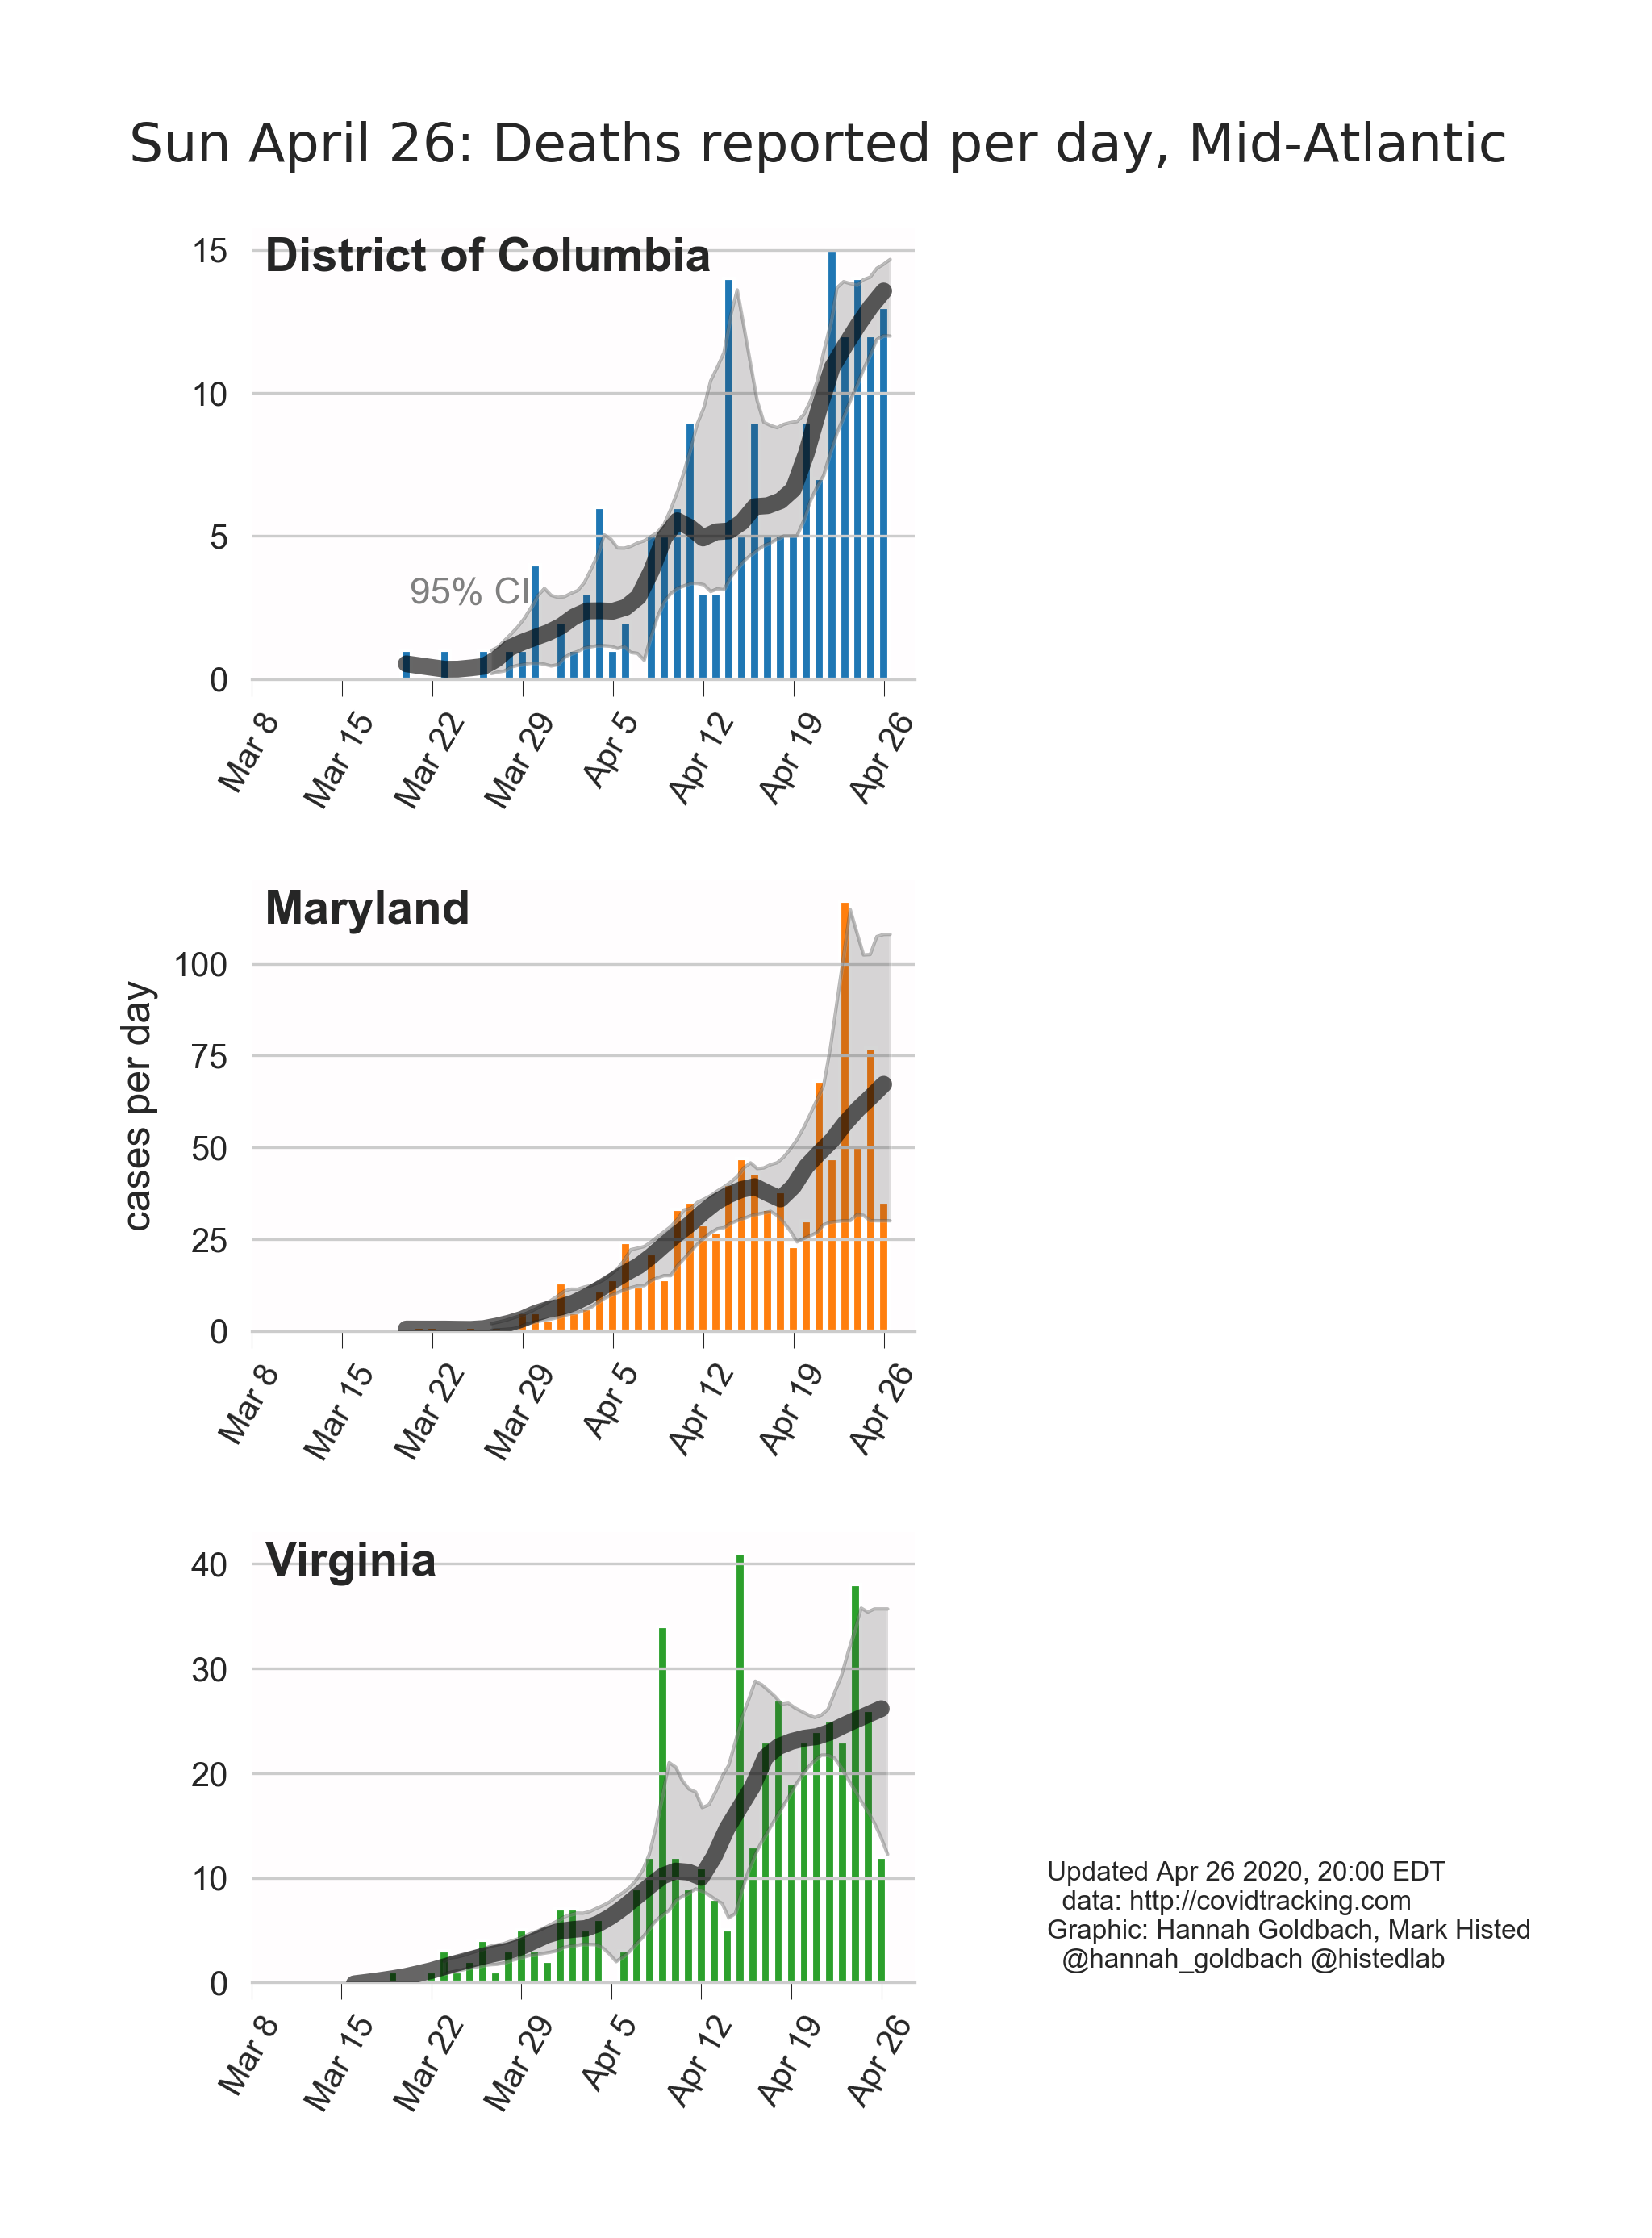 Sun April 26: Deaths reported per day, Mid-Atlantic
District of Columbia
15
10
5
0
95% CI
Mar 8
Mar 15
Mar 22
Mar 29
Apr 5
Apr 12
Apr 19
Apr 26
Maryland
cases per day
100
75
50
25
0
Mar 8
Mar 15
Mar 22
Mar 29
Apr 5
Apr 12
Apr 19
Apr 26
Virginia
40
30
20
10
0
Mar 8
Mar 15
Mar 22
Mar 29
Apr 5
Apr 12
Apr 19
Apr 26
Updated Apr 26 2020, 20:00 EDT
data: http://covidtracking.com
Graphic: Hannah Goldbach, Mark Histed
@hannah_goldbach @histedlab